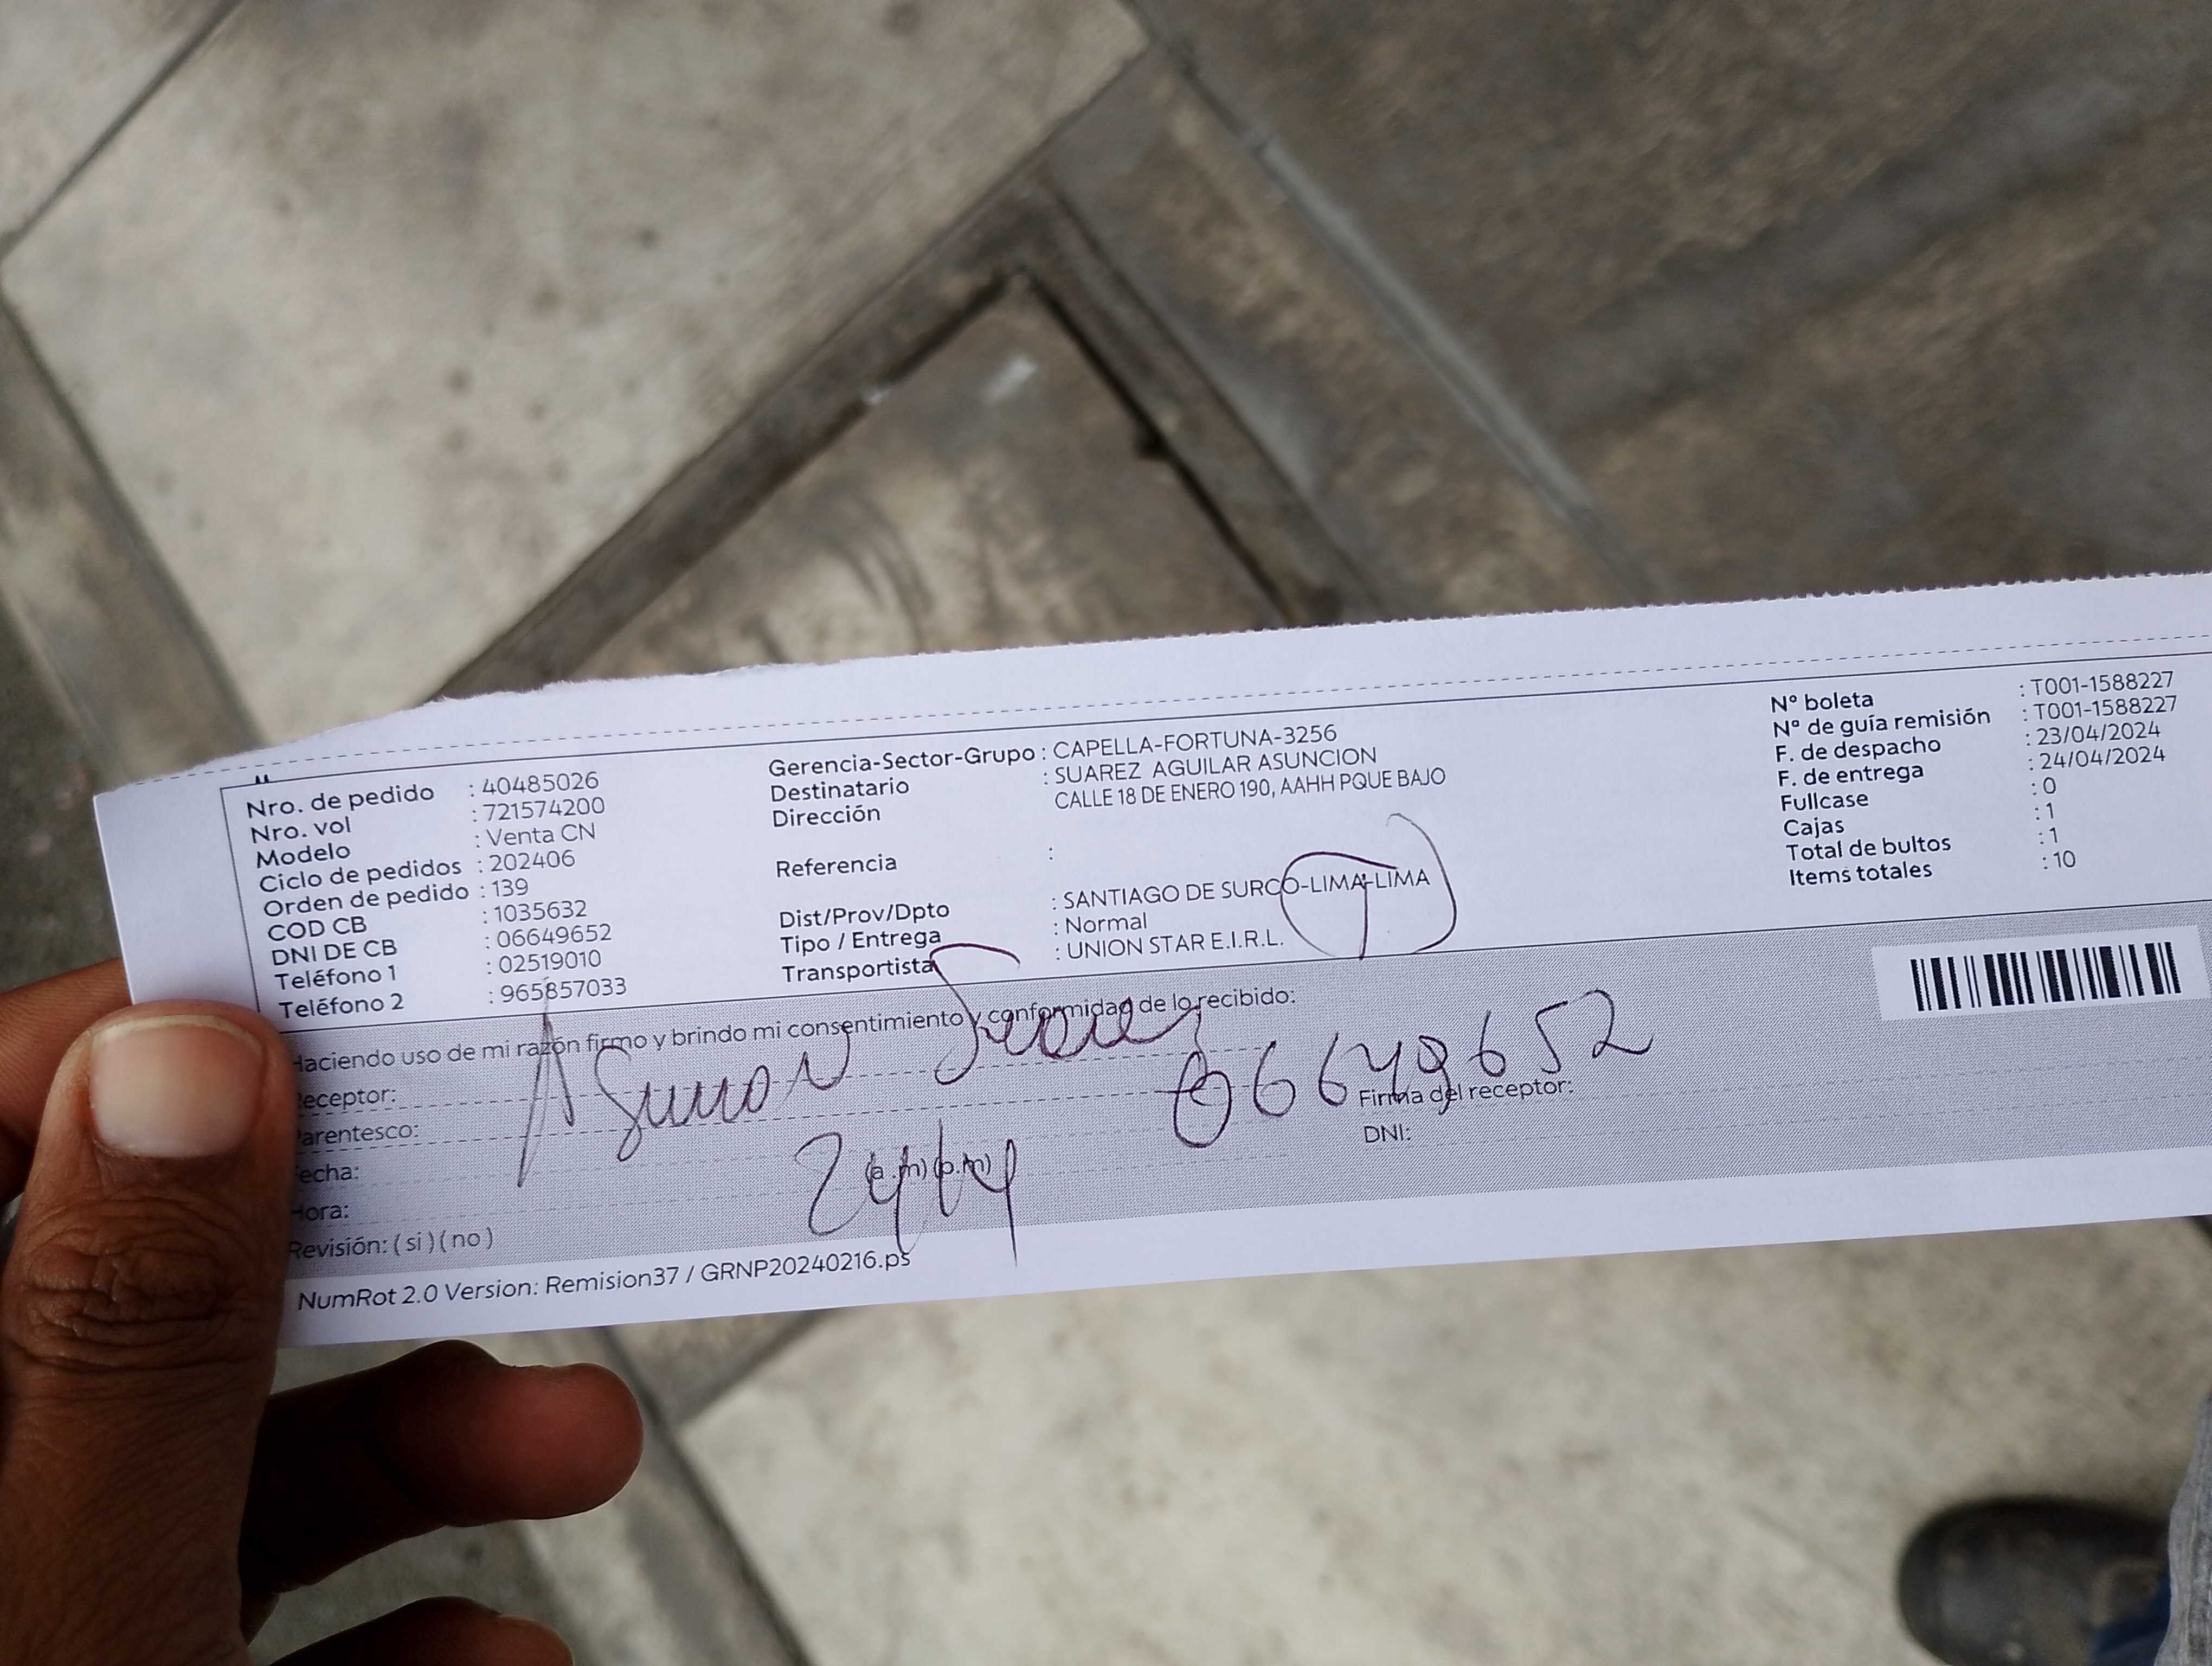 Nro. de pedido : 40485026
Nro. vol : 721574200
Modelo : Venta CN
Ciclo de pedidos : 202406
Orden de pedido : 139
COD CB : 1035632
DNI DE CB : 06649652
Teléfono 1 : 02519010
Teléfono 2 : 965857033
Gerencia-Sector-Grupo : CAPELLA-FORTUNA-3256
Destinatario : SUAREZ AGUILAR ASUNCION
Dirección CALLE 18 DE ENERO 190, AAHH PQUE BAJO
Referencia :
Dist/Prov/Dpto : SANTIAGO DE SURCO-LIMA-LIMA
Tipo / Entrega : Normal
Transportista : UNION STAR E.I.R.L.
Nº boleta : T001-1588227
Nº de guía remisión : T001-1588227
F. de despacho : 23/04/2024
F. de entrega : 24/04/2024
Fullcase : 0
Cajas : 1
Total de bultos : 1
Items totales : 10
Haciendo uso de mi razón firmo y brindo mi consentimiento y conformidad de lo recibido:
Receptor:
Parentesco:
06649652
Firma del receptor:
DNI:
Fecha:
Hora: (a.m) (p.m)
Revisión: ( si ) ( no )
NumRot 2.0 Version: Remision37 / GRNP20240216.ps